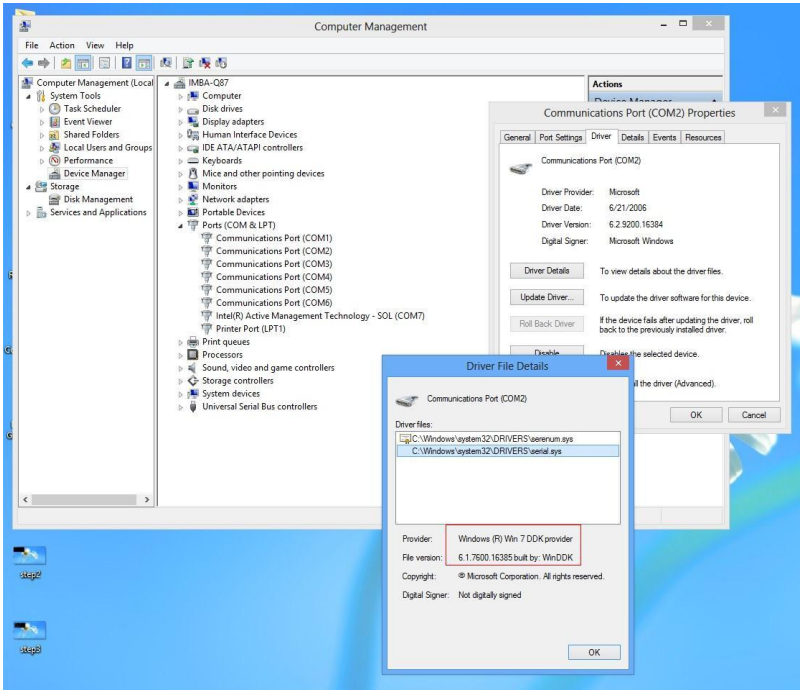 Computer Management
File Action View Help
Computer Management (Local
System Tools
Task Scheduler
Event Viewer
Shared Folders
Local Users and Groups
Performance
Device Manager
Storage
Disk Management
Services and Applications
IMBA-Q87
Computer
Disk drives
Display adapters
Human Interface Devices
IDE ATA/ATAPI controllers
Keyboards
Mice and other pointing devices
Monitors
Network adapters
Portable Devices
Ports (COM & LPT)
Communications Port (COM1)
Communications Port (COM2)
Communications Port (COM3)
Communications Port (COM4)
Communications Port (COM5)
Communications Port (COM6)
Intel(R) Active Management Technology - SOL (COM7)
Printer Port (LPT1)
Print queues
Processors
Sound, video and game controllers
Storage controllers
System devices
Universal Serial Bus controllers
Actions
Device Manager
Communications Port (COM2) Properties
General Port Settings Driver Details Events Resources
Communications Port (COM2)
Driver Provider: Microsoft
Driver Date: 6/21/2006
Driver Version: 6.2.9200.16384
Digital Signer: Microsoft Windows
Driver Details To view details about the driver files.
Update Driver... To update the driver software for this device.
Roll Back Driver If the device fails after updating the driver, roll
back to the previously installed driver.
Disable Disables the selected device.
the driver (Advanced).
OK Cancel
Driver File Details
Communications Port (COM2)
Driver files:
C:\Windows\system32\DRIVERS\serenum.sys
C:\Windows\system32\DRIVERS\serial.sys
Provider: Windows (R) Win 7 DDK provider
File version: 6.1.7600.16385 built by: WinDDK
Copyright: © Microsoft Corporation. All rights reserved.
Digital Signer: Not digitally signed
OK
step2
step3